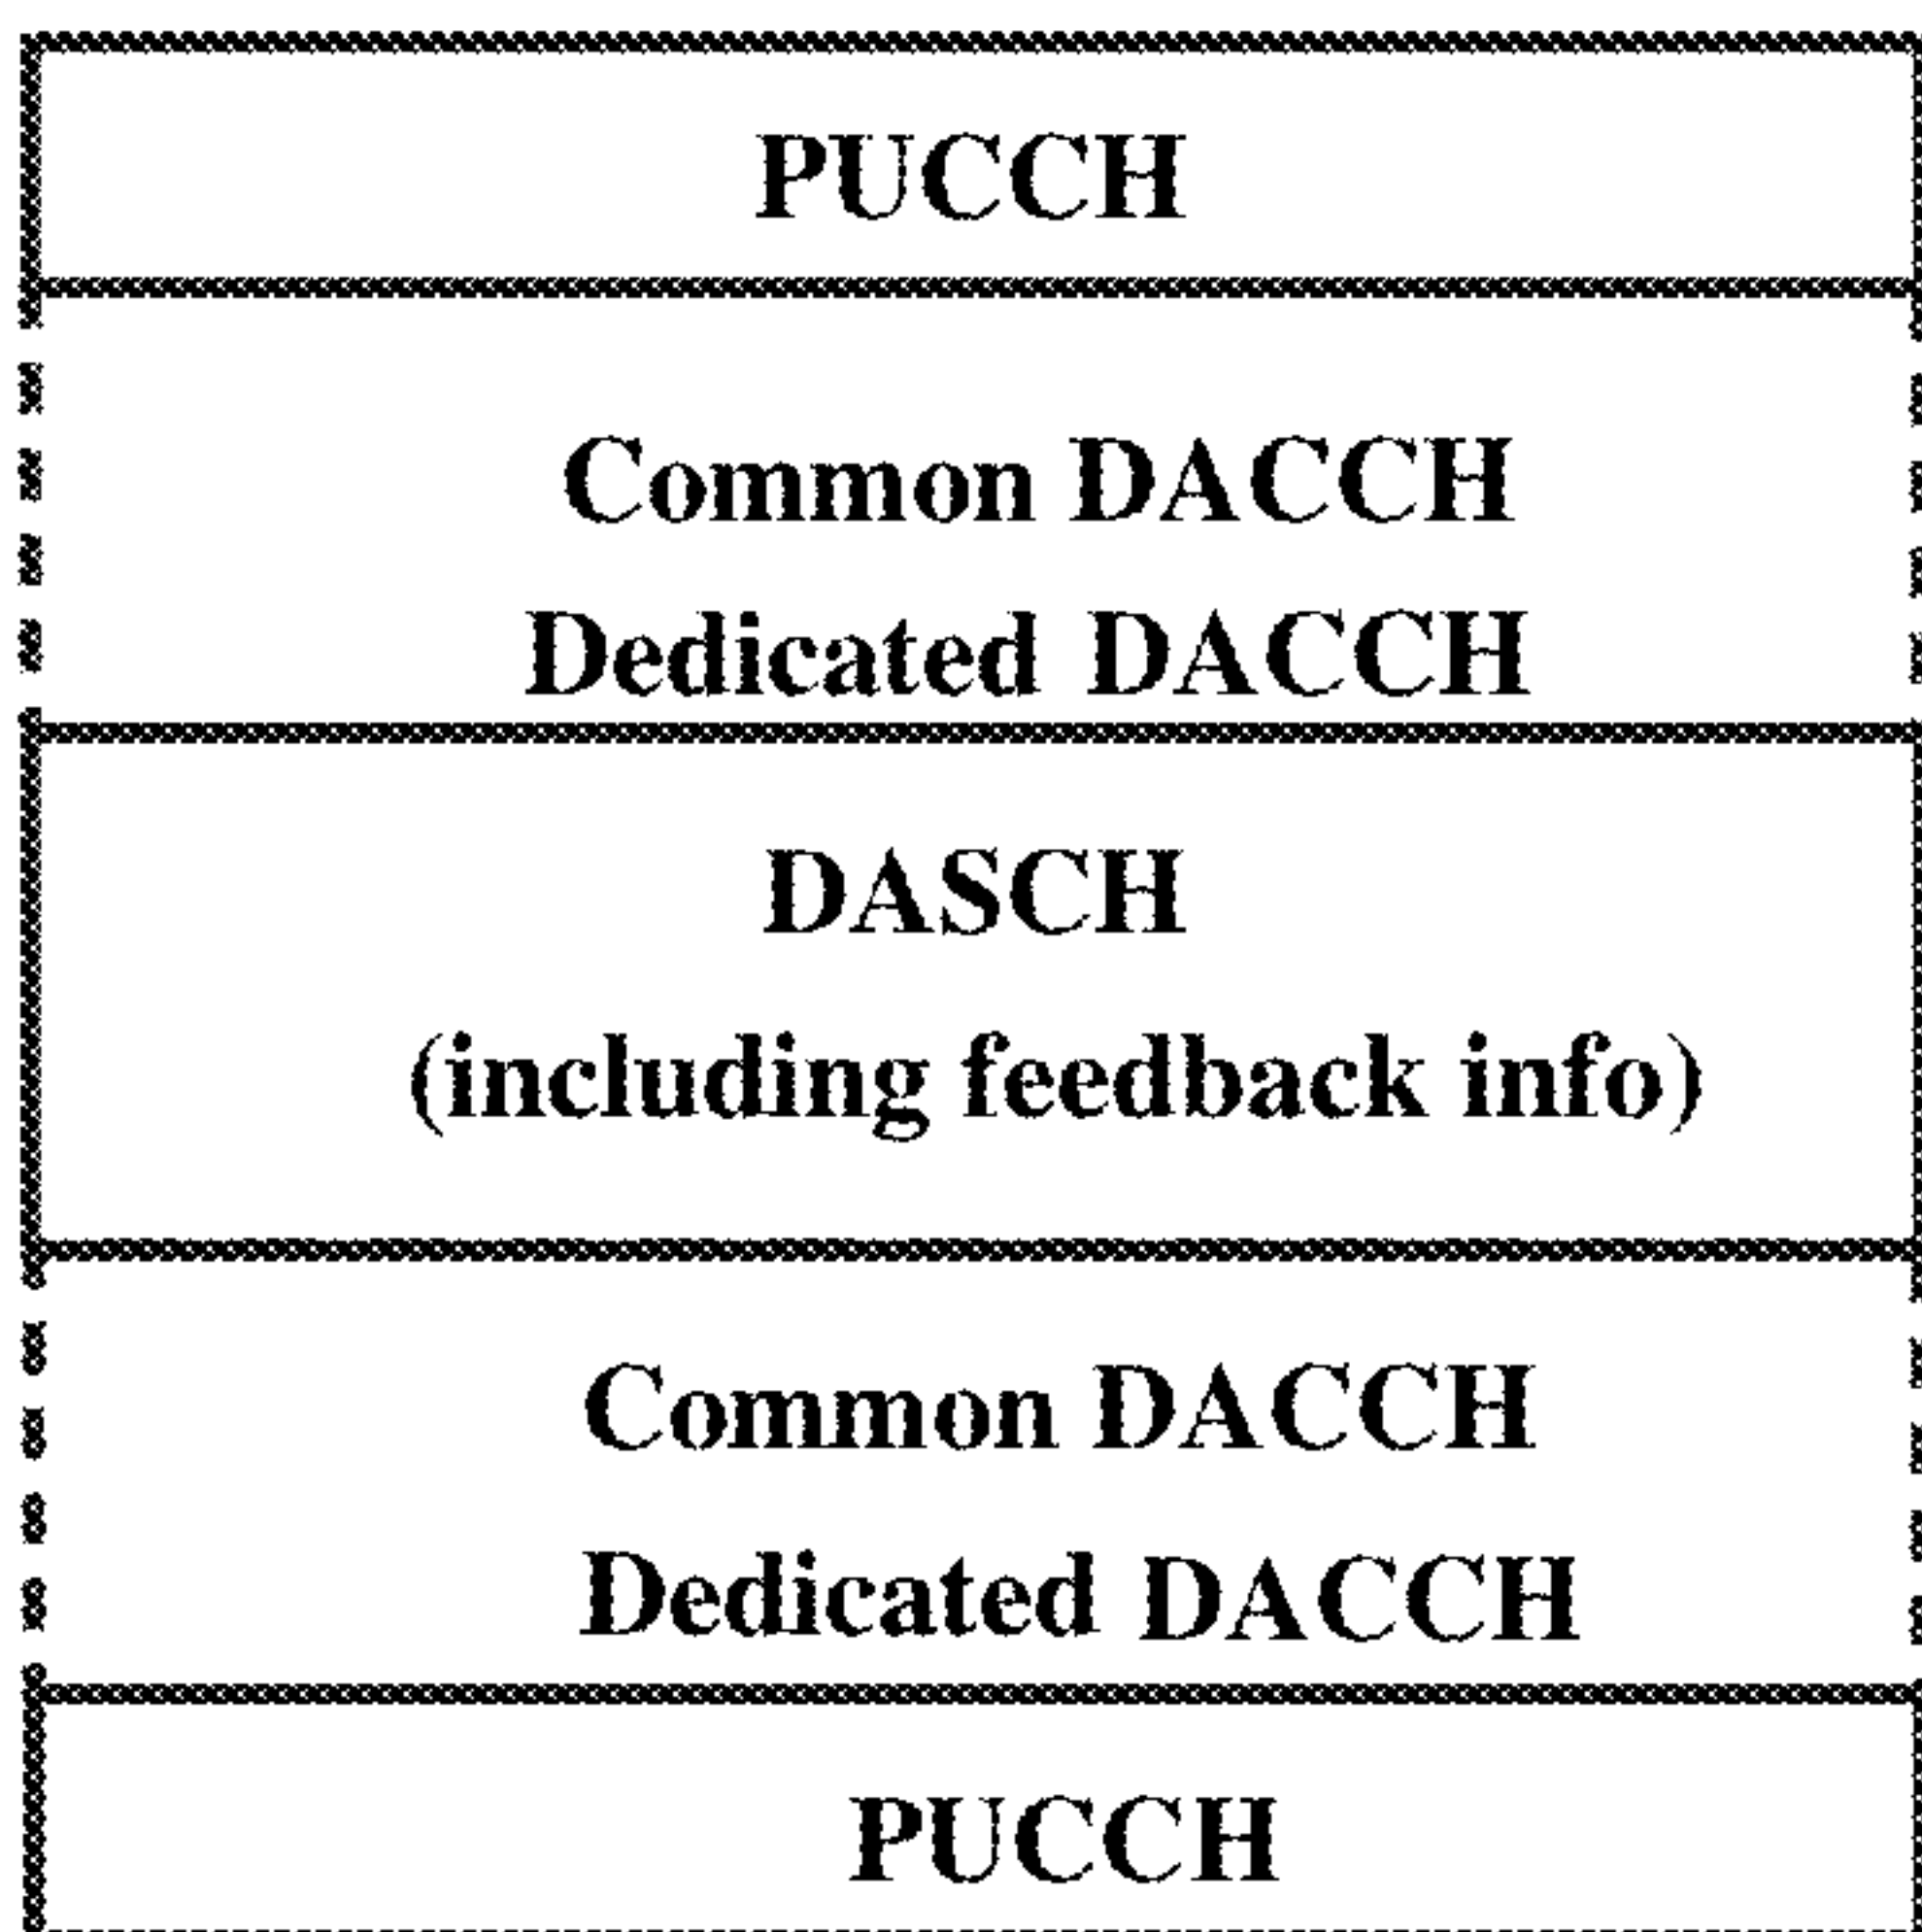 PUCCH
Common DACCH
Dedicated DACCH
DASCH
(including feedback info)
Common DACCH
Dedicated DACCH
PUCCH